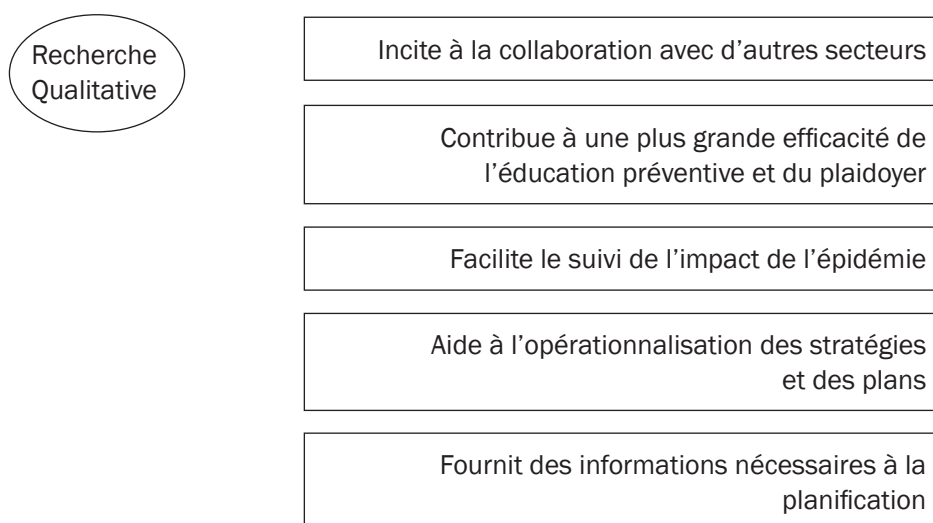 Recherche
Qualitative
Incite à la collaboration avec d’autres secteurs
Contribue à une plus grande efficacité de
l’éducation préventive et du plaidoyer
Facilite le suivi de l’impact de l’épidémie
Aide à l’opérationnalisation des stratégies
et des plans
Fournit des informations nécessaires à la
planification